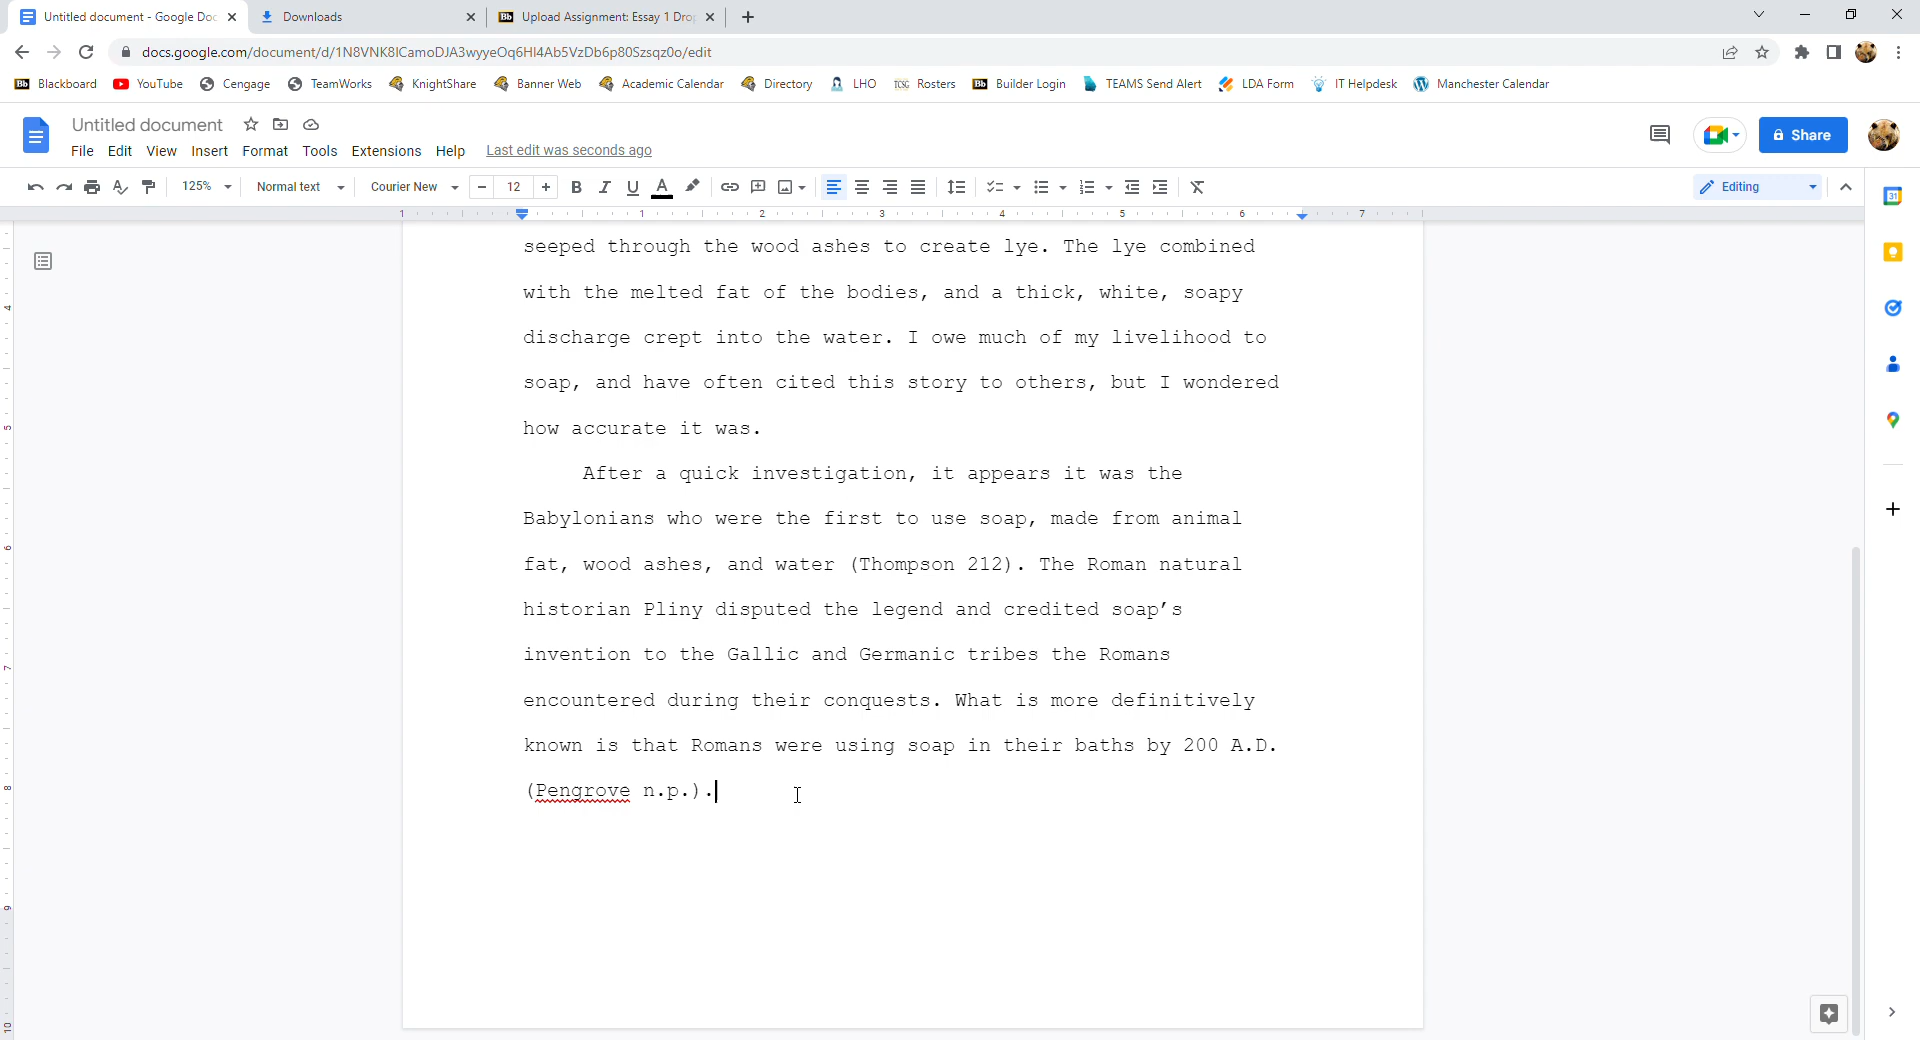 Untitled document - Google Doc
Downloads
Upload Assignment: Essay 1 Dro
docs.google.com/document/d/1N8VNK8ICamoDJA3wyyeOq6HI4Ab5VzDb6p80Szsqz0o/edit
Blackboard YouTube Cengage TeamWorks KnightShare Banner Web Academic Calendar Directory LHO Rosters Builder Login TEAMS Send Alert LDA Form IT Helpdesk Manchester Calendar
Untitled document
File Edit View Insert Format Tools Extensions Help Last edit was seconds ago
Share
125% Normal text Courier New 12 Editing
1 1 2 3 4 5 6 7
seeped through the wood ashes to create lye. The lye combined
with the melted fat of the bodies, and a thick, white, soapy
discharge crept into the water. I owe much of my livelihood to
soap, and have often cited this story to others, but I wondered
how accurate it was.
After a quick investigation, it appears it was the
Babylonians who were the first to use soap, made from animal
fat, wood ashes, and water (Thompson 212). The Roman natural
historian Pliny disputed the legend and credited soap’s
invention to the Gallic and Germanic tribes the Romans
encountered during their conquests. What is more definitively
known is that Romans were using soap in their baths by 200 A.D.
(Pengrove n.p.).